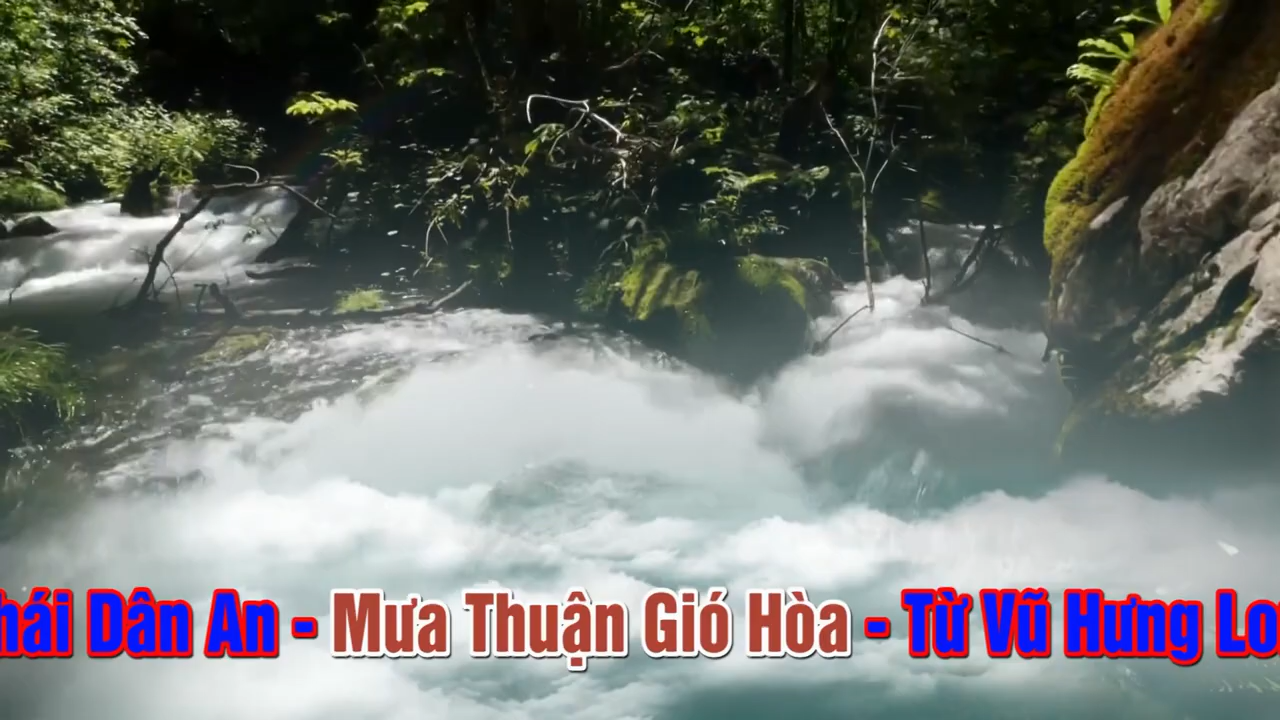 hái Dân An - Mưa Thuận Gió Hòa - Từ Vũ Hưng Lo